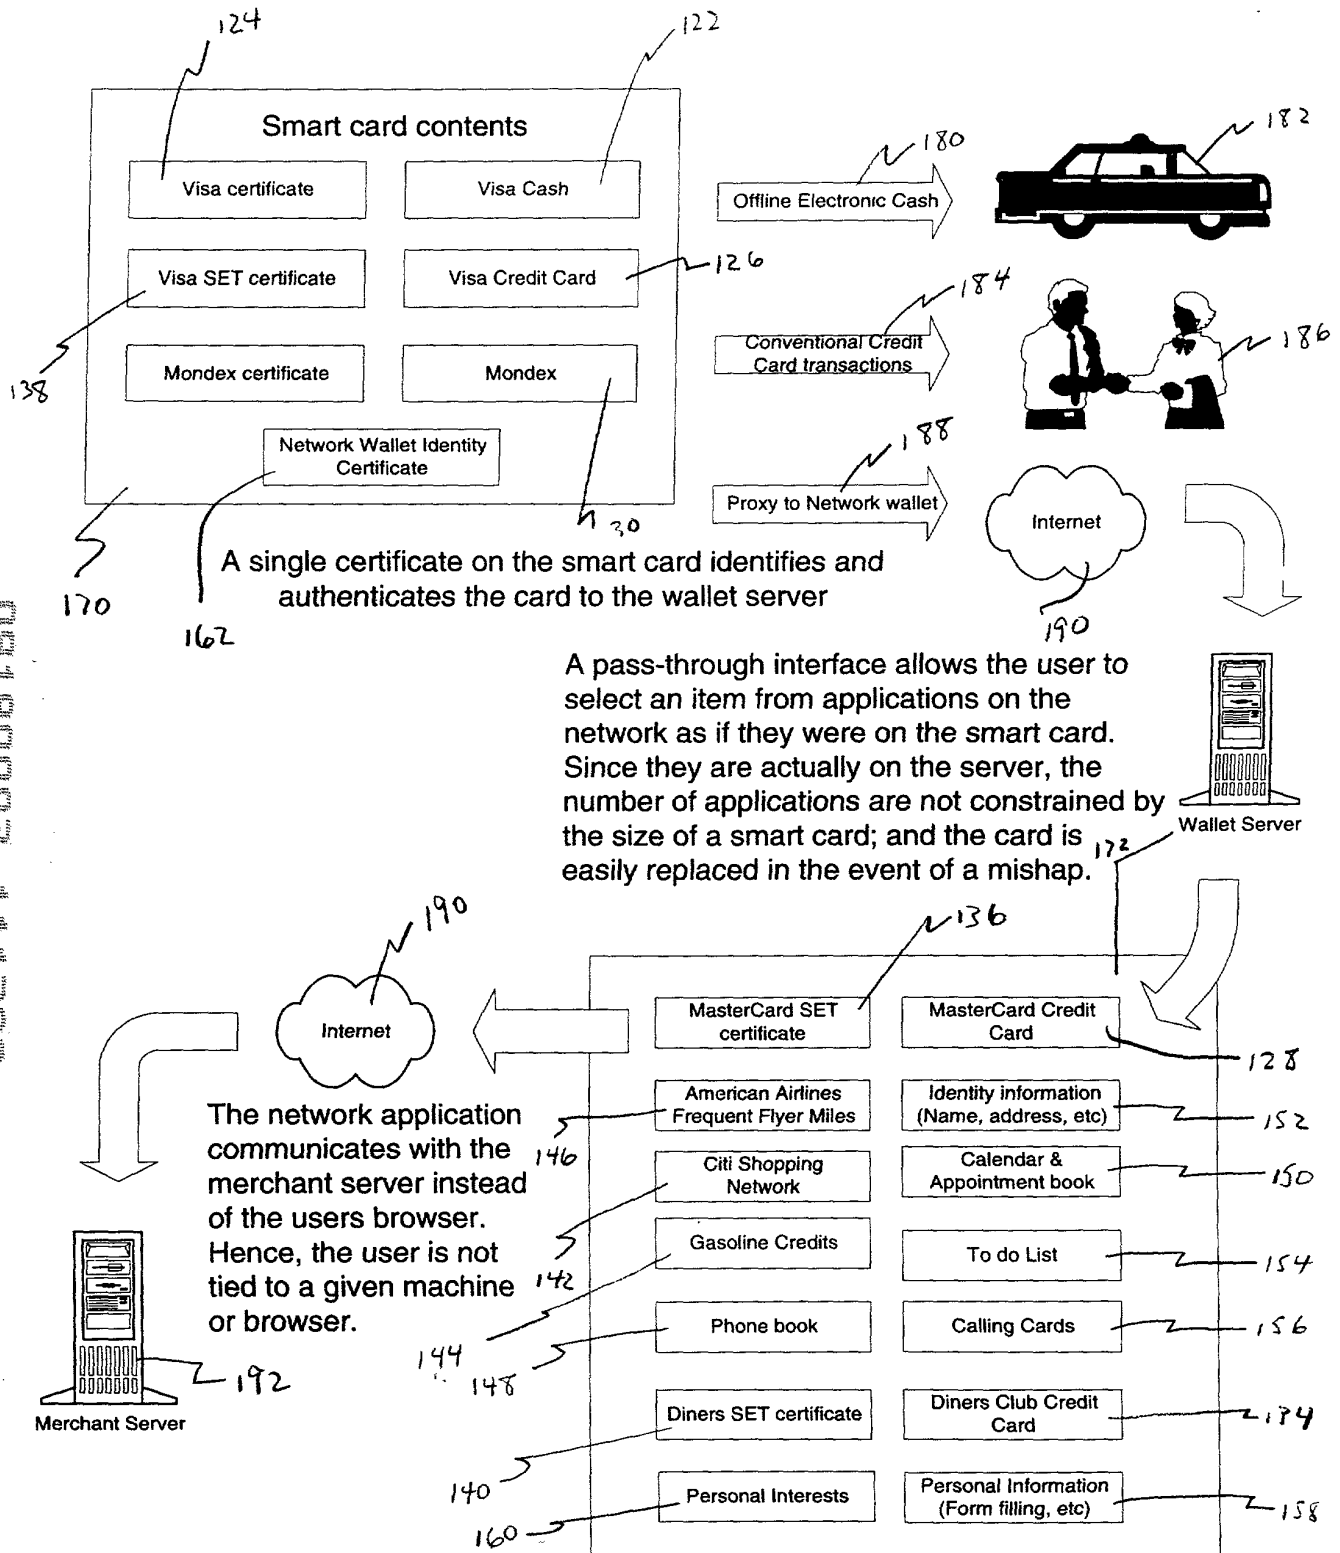 124
122
Smart card contents
182
180
Visa certificate
Visa Cash
Offline Electronic Cash
Visa SET certificate
Visa Credit Card
126
184
Conventional Credit
Card transactions
186
138
Mondex certificate
Mondex
188
Network Wallet Identity
Certificate
Proxy to Network wallet
Internet
30
A single certificate on the smart card identifies and
authenticates the card to the wallet server
170
162
190
A pass-through interface allows the user to
select an item from applications on the
network as if they were on the smart card.
Since they are actually on the server, the
number of applications are not constrained by
the size of a smart card; and the card is
easily replaced in the event of a mishap.
Wallet Server
172
190
136
Internet
MasterCard SET
certificate
MasterCard Credit
Card
128
American Airlines
Frequent Flyer Miles
Identity information
(Name, address, etc)
152
The network application
communicates with the
merchant server instead
of the users browser.
Hence, the user is not
tied to a given machine
or browser.
146
Citi Shopping
Network
Calendar &
Appointment book
150
142
Gasoline Credits
To do List
154
144
Phone book
Calling Cards
156
148
192
Merchant Server
Diners SET certificate
Diners Club Credit
Card
134
140
Personal Interests
Personal Information
(Form filling, etc)
158
160